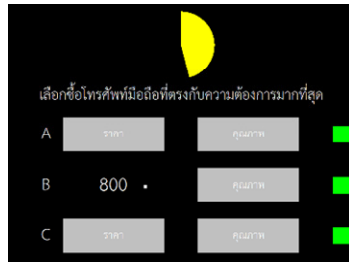 เลือกซื้อโทรศัพท์มือถือที่ตรงกับความต้องการมากที่สุด
A ราคา คุณภาพ
B 800 คุณภาพ
C ราคา คุณภาพ